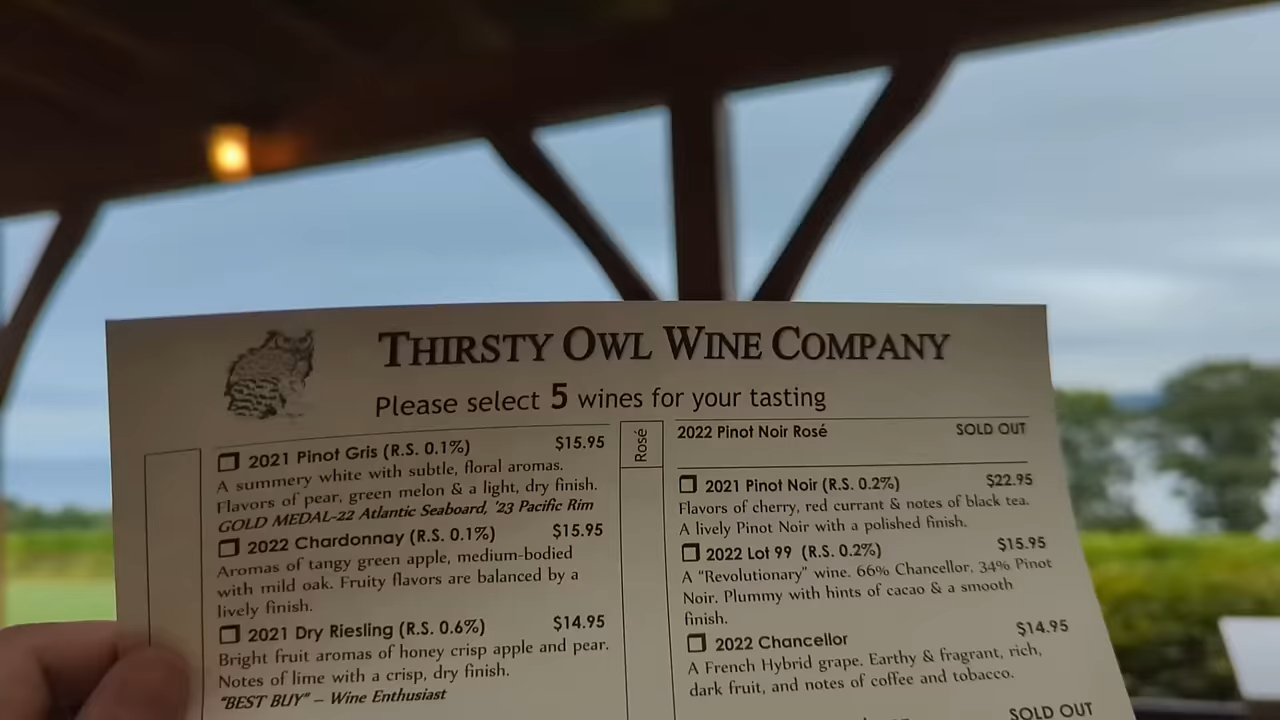 THIRSTY OWL WINE COMPANY
Please select 5 wines for your tasting
2021 Pinot Gris (R.S. 0.1%) $15.95
A summery white with subtle, floral aromas.
Flavors of pear, green melon & a light, dry finish.
GOLD MEDAL-22 Atlantic Seaboard, '23 Pacific Rim
2022 Chardonnay (R.S. 0.1%) $15.95
Aromas of tangy green apple, medium-bodied
with mild oak. Fruity flavors are balanced by a
lively finish.
2021 Dry Riesling (R.S. 0.6%) $14.95
Bright fruit aromas of honey crisp apple and pear.
Notes of lime with a crisp, dry finish.
"BEST BUY" – Wine Enthusiast
Rosé
2022 Pinot Noir Rosé SOLD OUT
2021 Pinot Noir (R.S. 0.2%) $22.95
Flavors of cherry, red currant & notes of black tea.
A lively Pinot Noir with a polished finish.
2022 Lot 99 (R.S. 0.2%) $15.95
A "Revolutionary" wine. 66% Chancellor, 34% Pinot
Noir. Plummy with hints of cacao & a smooth
finish.
2022 Chancellor $14.95
A French Hybrid grape. Earthy & fragrant, rich,
dark fruit, and notes of coffee and tobacco.
SOLD OUT